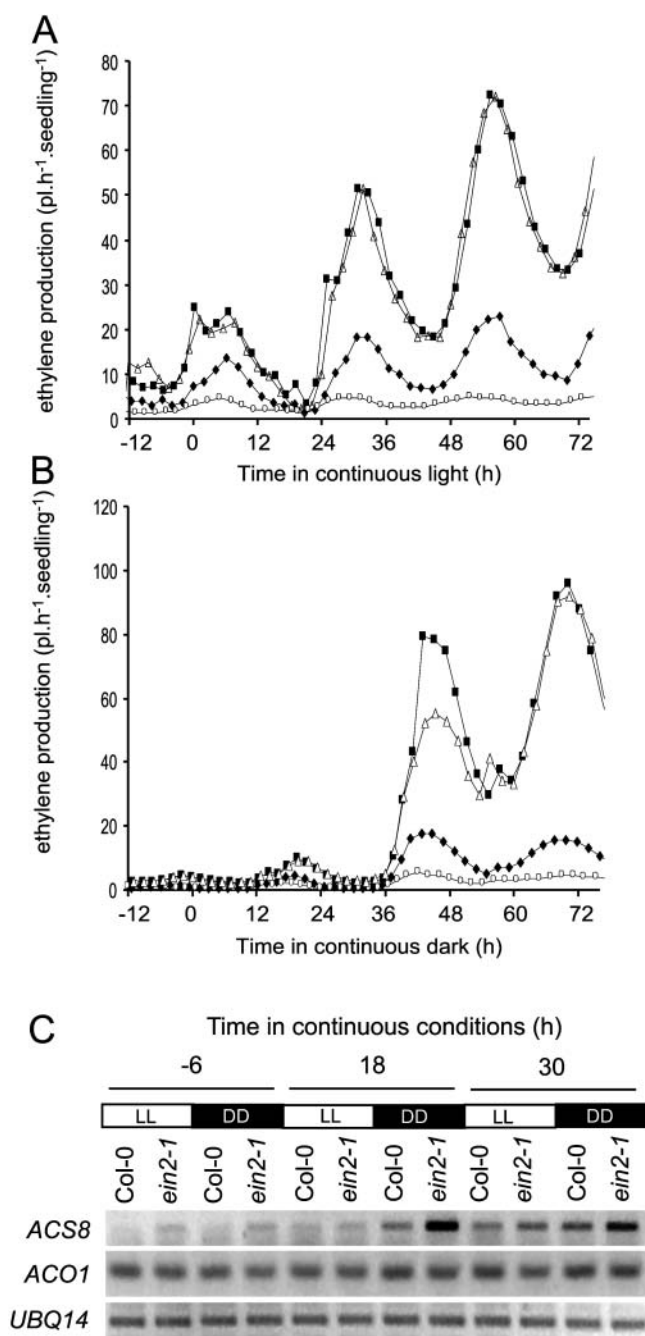 A
ethylene production (pl.h⁻¹.seedling⁻¹)
80
70
60
50
40
30
20
10
0
-12 0 12 24 36 48 60 72
Time in continuous light (h)
B
ethylene production (pl.h⁻¹.seedling⁻¹)
120
100
80
60
40
20
0
-12 0 12 24 36 48 60 72
Time in continuous dark (h)
C
Time in continuous conditions (h)
-6 18 30
LL DD LL DD LL DD
Col-0 ein2-1 Col-0 ein2-1 Col-0 ein2-1 Col-0 ein2-1 Col-0 ein2-1 Col-0 ein2-1
ACS8
ACO1
UBQ14